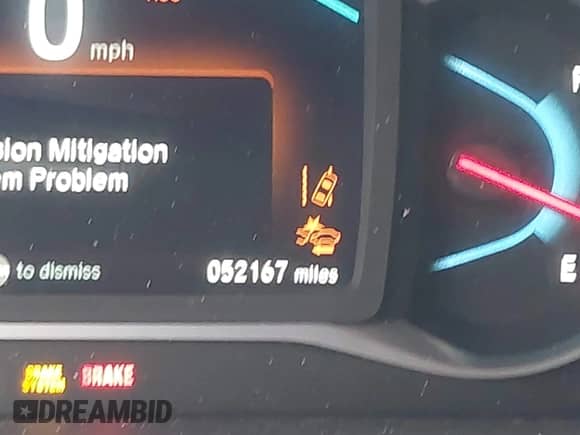 0 mph
sion Mitigation
em Problem
to dismiss
052167 miles
E
BRAKE
SYSTEM
BRAKE
DREAMBID